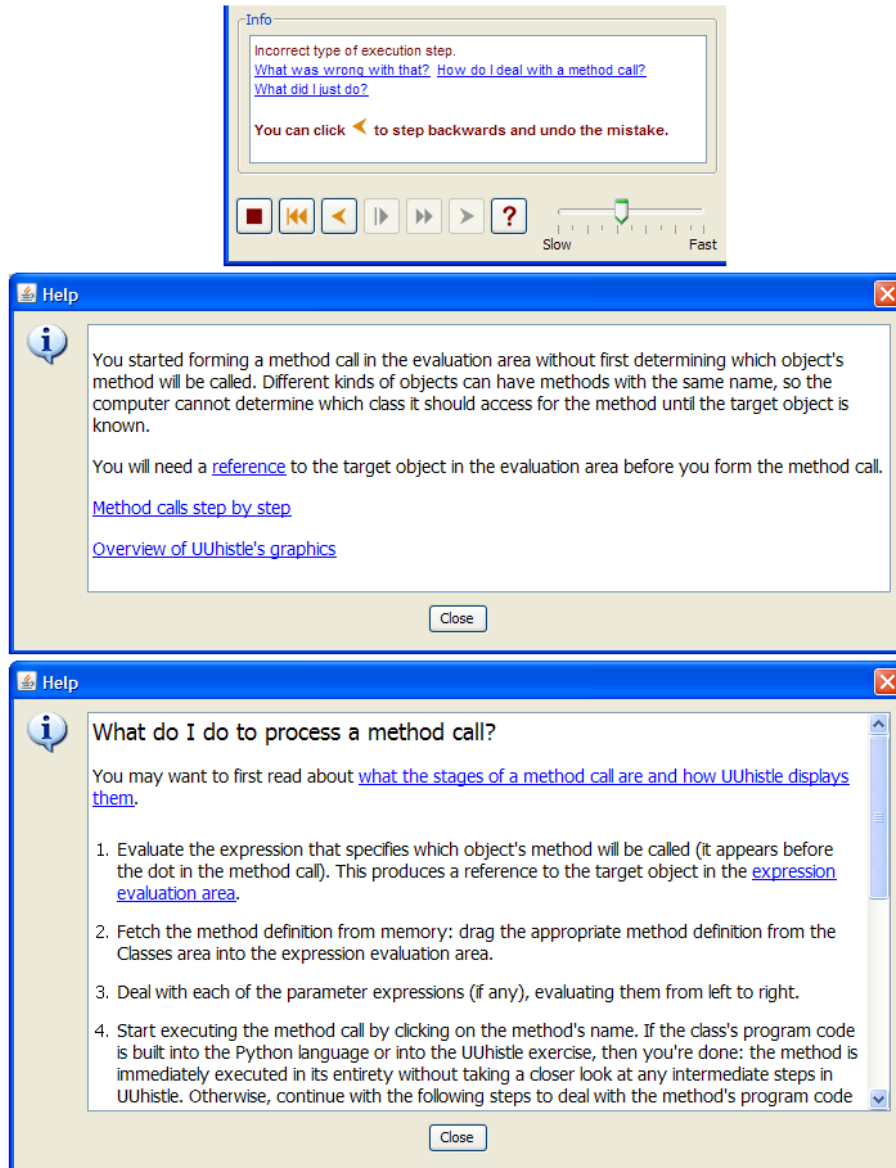 Info
Incorrect type of execution step.
What was wrong with that? How do I deal with a method call?
What did I just do?
You can click to step backwards and undo the mistake.
?
Slow Fast
Help
You started forming a method call in the evaluation area without first determining which object's
method will be called. Different kinds of objects can have methods with the same name, so the
computer cannot determine which class it should access for the method until the target object is
known.
You will need a reference to the target object in the evaluation area before you form the method call.
Method calls step by step
Overview of UUhistle's graphics
Close
Help
What do I do to process a method call?
You may want to first read about what the stages of a method call are and how UUhistle displays
them.
1. Evaluate the expression that specifies which object's method will be called (it appears before
the dot in the method call). This produces a reference to the target object in the expression
evaluation area.
2. Fetch the method definition from memory: drag the appropriate method definition from the
Classes area into the expression evaluation area.
3. Deal with each of the parameter expressions (if any), evaluating them from left to right.
4. Start executing the method call by clicking on the method's name. If the class's program code
is built into the Python language or into the UUhistle exercise, then you're done: the method is
immediately executed in its entirety without taking a closer look at any intermediate steps in
UUhistle. Otherwise, continue with the following steps to deal with the method's program code
Close